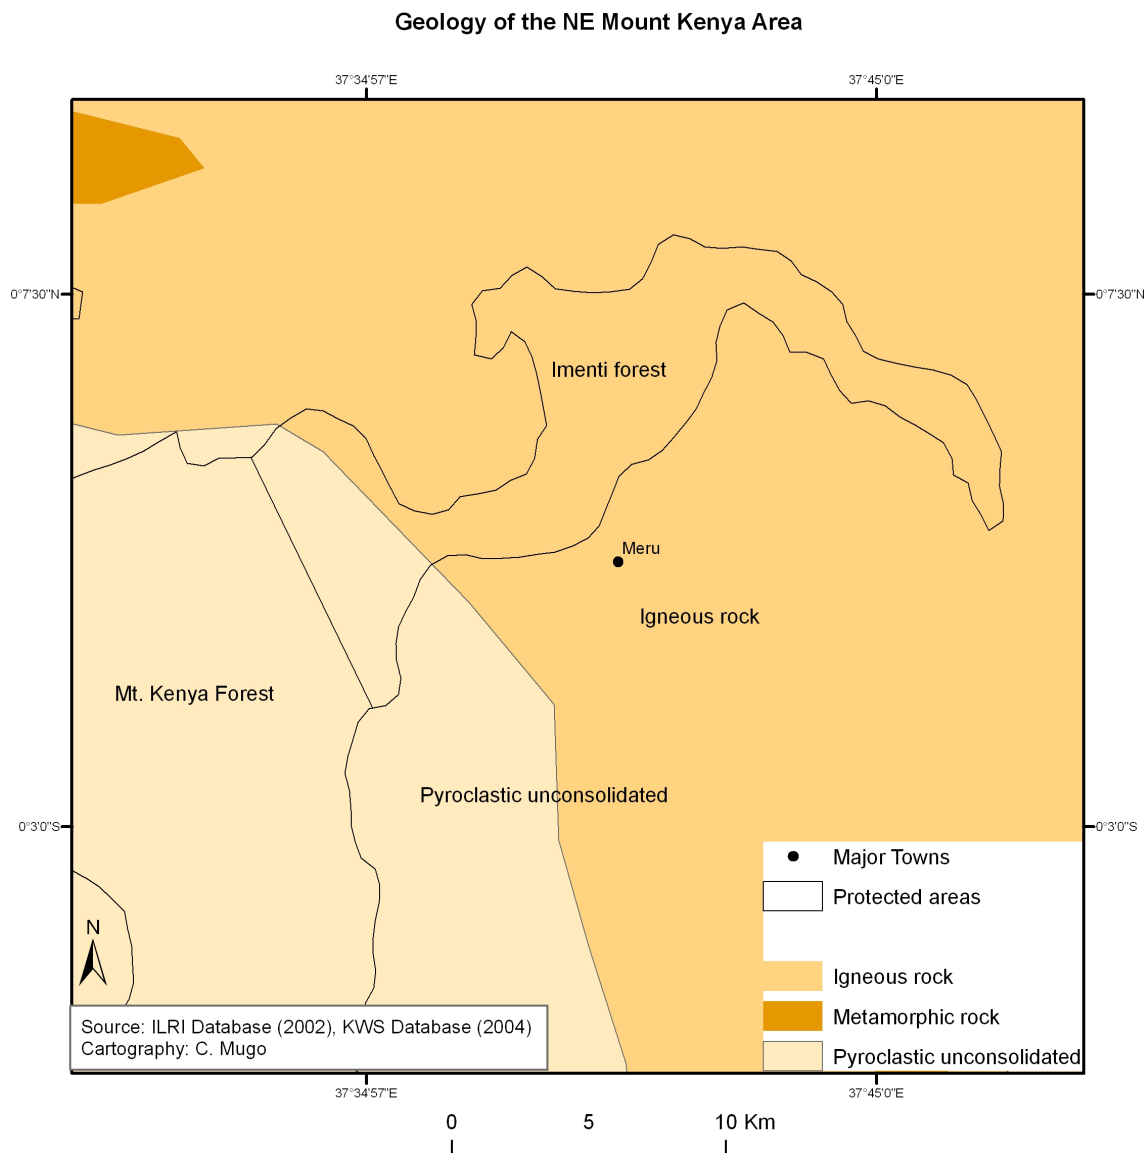 Geology of the NE Mount Kenya Area
37°34'57"E
37°45'0"E
0°7'30"N
0°7'30"N
Imenti forest
Meru
Igneous rock
Mt. Kenya Forest
Pyroclastic unconsolidated
0°3'0"S
0°3'0"S
Major Towns
Protected areas
N
Igneous rock
Metamorphic rock
Pyroclastic unconsolidated
Source: ILRI Database (2002), KWS Database (2004)
Cartography: C. Mugo
37°34'57"E
37°45'0"E
0 5 10 Km